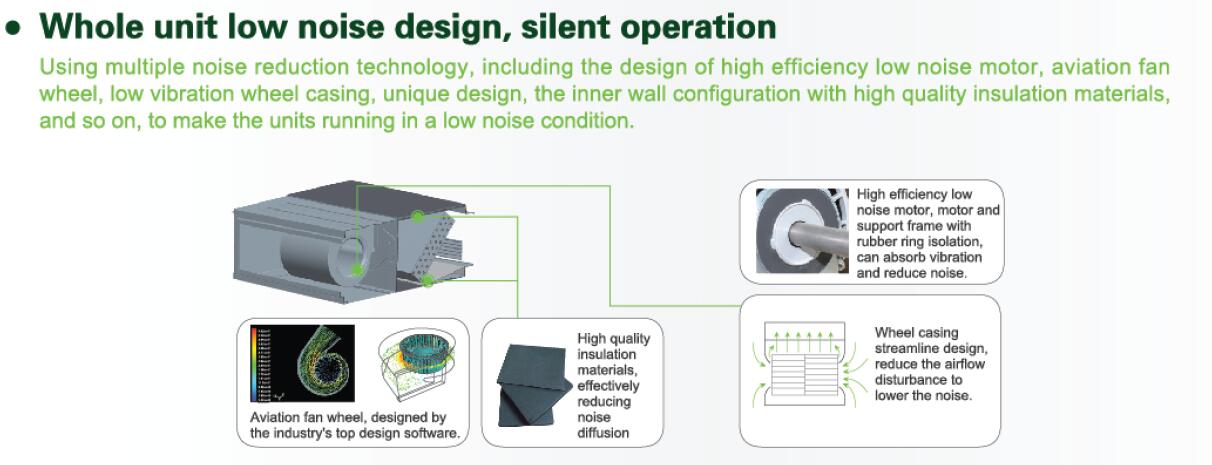 ● Whole unit low noise design, silent operation
Using multiple noise reduction technology, including the design of high efficiency low noise motor, aviation fan
wheel, low vibration wheel casing, unique design, the inner wall configuration with high quality insulation materials,
and so on, to make the units running in a low noise condition.
High efficiency low
noise motor, motor and
support frame with
rubber ring isolation,
can absorb vibration
and reduce noise.
Aviation fan wheel, designed by
the industry's top design software.
High quality
insulation
materials,
effectively
reducing
noise
diffusion
Wheel casing
streamline design,
reduce the airflow
disturbance to
lower the noise.